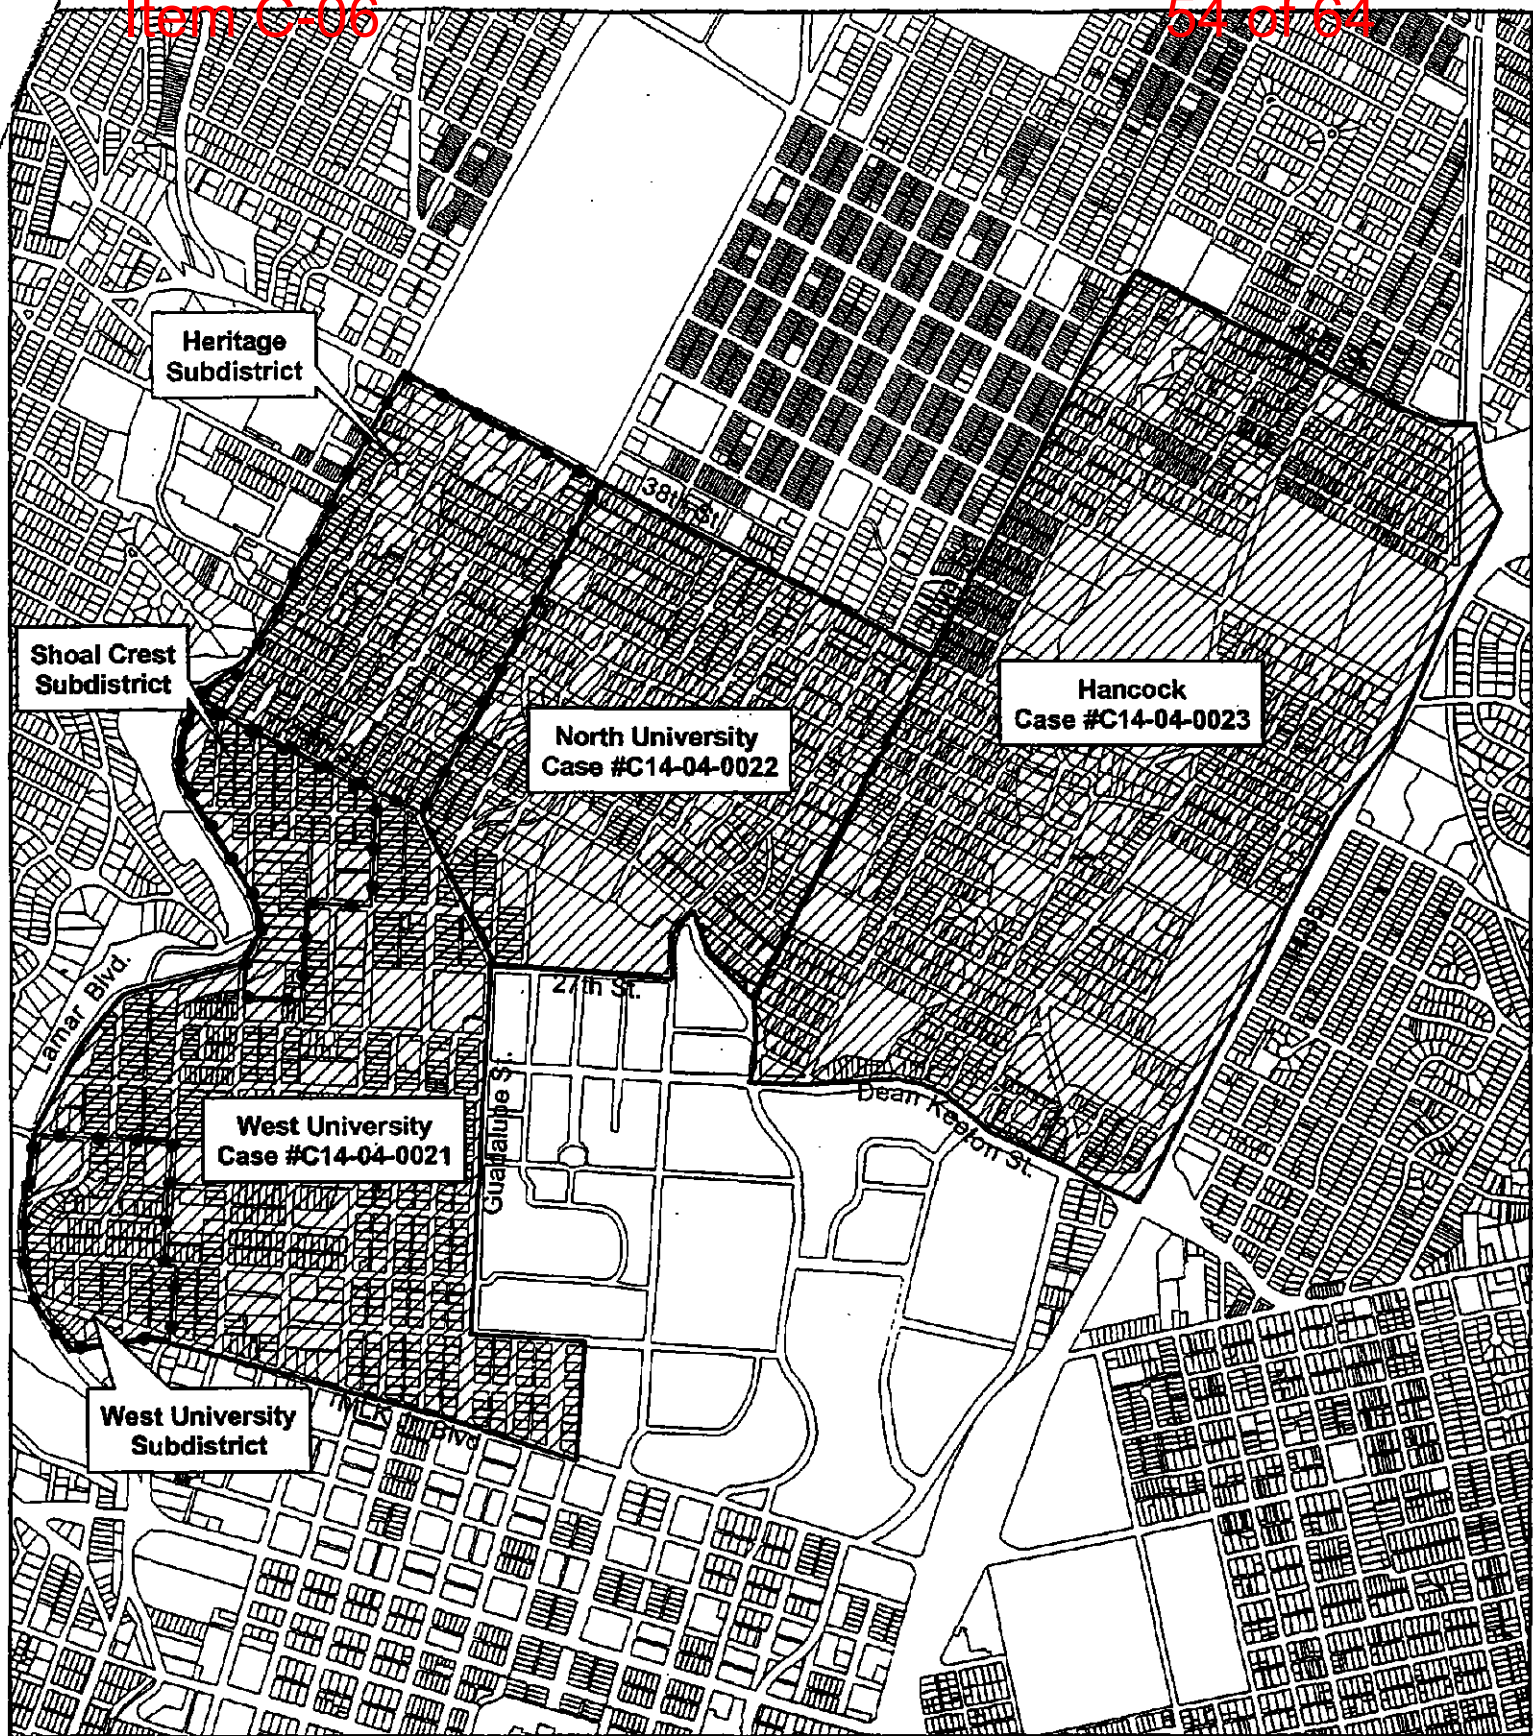 Item C-06
54 of 64
Heritage
Subdistrict
38th St.
Shoal Crest
Subdistrict
Hancock
Case #C14-04-0023
North University
Case #C14-04-0022
27th St.
Lamar Blvd.
Guadalupe St.
Dean Keeton St.
West University
Case #C14-04-0021
West University
Subdistrict
MLK Blvd